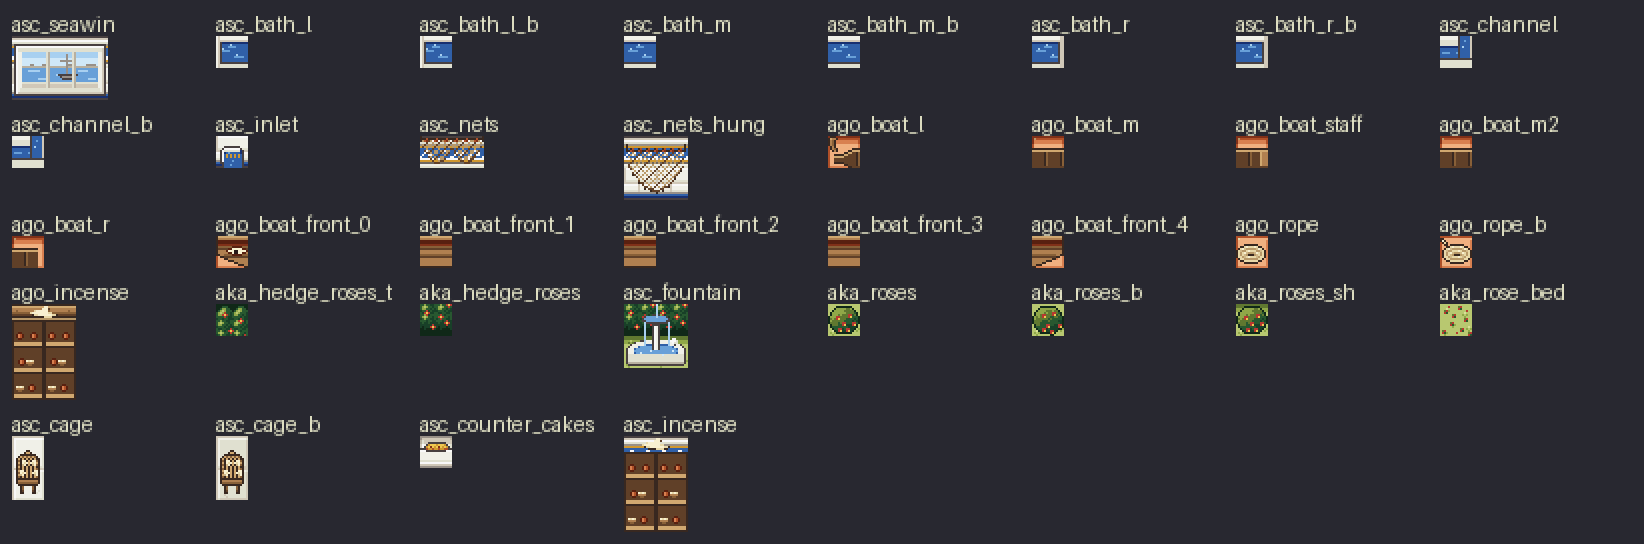 asc_seawin asc_bath_l asc_bath_l_b asc_bath_m asc_bath_m_b asc_bath_r asc_bath_r_b asc_channel
asc_channel_b asc_inlet asc_nets asc_nets_hung ago_boat_l ago_boat_m ago_boat_staff ago_boat_m2
ago_boat_r ago_boat_front_0 ago_boat_front_1 ago_boat_front_2 ago_boat_front_3 ago_boat_front_4 ago_rope ago_rope_b
ago_incense aka_hedge_roses_t aka_hedge_roses asc_fountain aka_roses aka_roses_b aka_roses_sh aka_rose_bed
asc_cage asc_cage_b asc_counter_cakes asc_incense